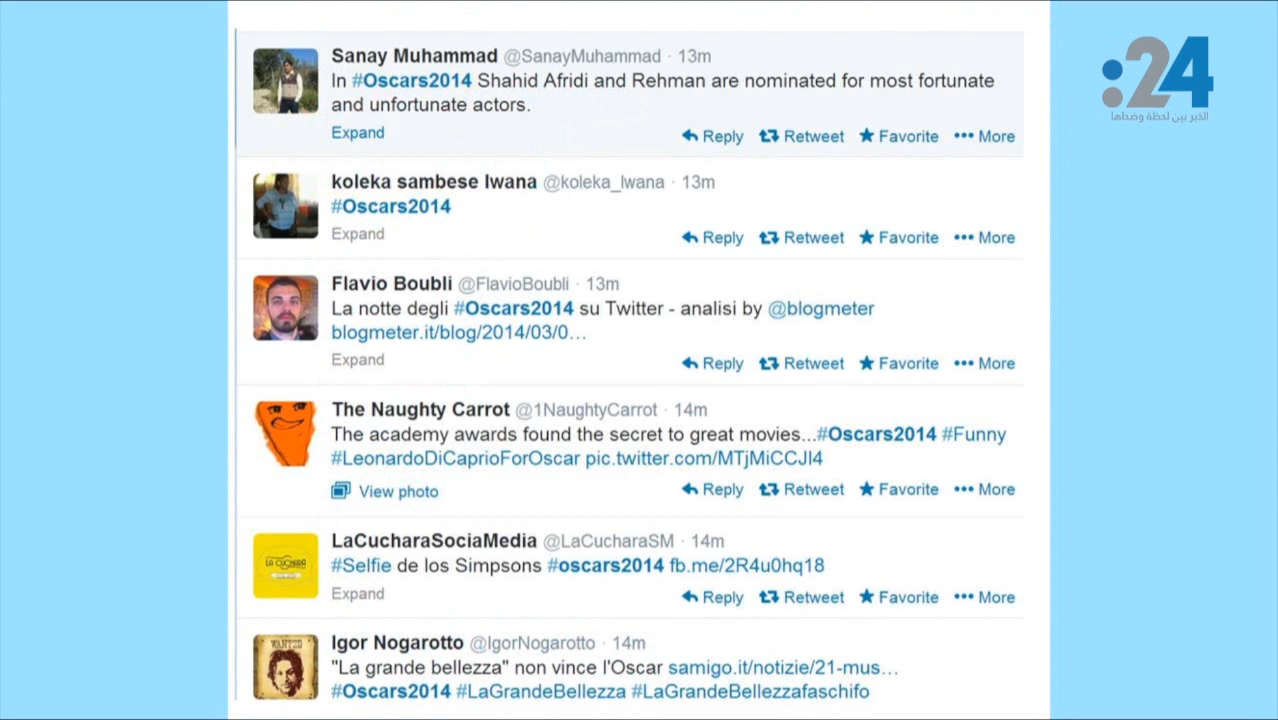 :24
الخبر بين لحظة وضحاها
Sanay Muhammad @SanayMuhammad · 13m
In #Oscars2014 Shahid Afridi and Rehman are nominated for most fortunate
and unfortunate actors.
Expand
Reply Retweet Favorite ••• More
koleka sambese lwana @koleka_lwana · 13m
#Oscars2014
Expand
Reply Retweet Favorite ••• More
Flavio Boubli @FlavioBoubli · 13m
La notte degli #Oscars2014 su Twitter - analisi by @blogmeter
blogmeter.it/blog/2014/03/0…
Expand
Reply Retweet Favorite ••• More
The Naughty Carrot @1NaughtyCarrot · 14m
The academy awards found the secret to great movies...#Oscars2014 #Funny
#LeonardoDiCaprioForOscar pic.twitter.com/MTjMiCCJl4
View photo
Reply Retweet Favorite ••• More
LA CUCHARA
LaCucharaSociaMedia @LaCucharaSM · 14m
#Selfie de los Simpsons #oscars2014 fb.me/2R4u0hq18
Expand
Reply Retweet Favorite ••• More
WANTED
Igor Nogarotto @IgorNogarotto · 14m
"La grande bellezza" non vince l'Oscar samigo.it/notizie/21-mus…
#Oscars2014 #LaGrandeBellezza #LaGrandeBellezzafaschifo